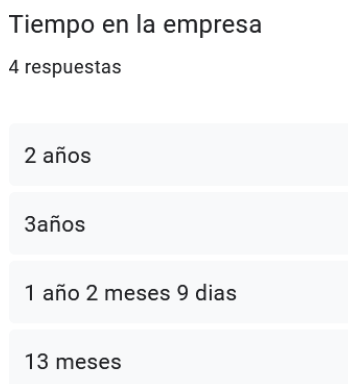 Tiempo en la empresa
4 respuestas
2 años
3años
1 año 2 meses 9 dias
13 meses